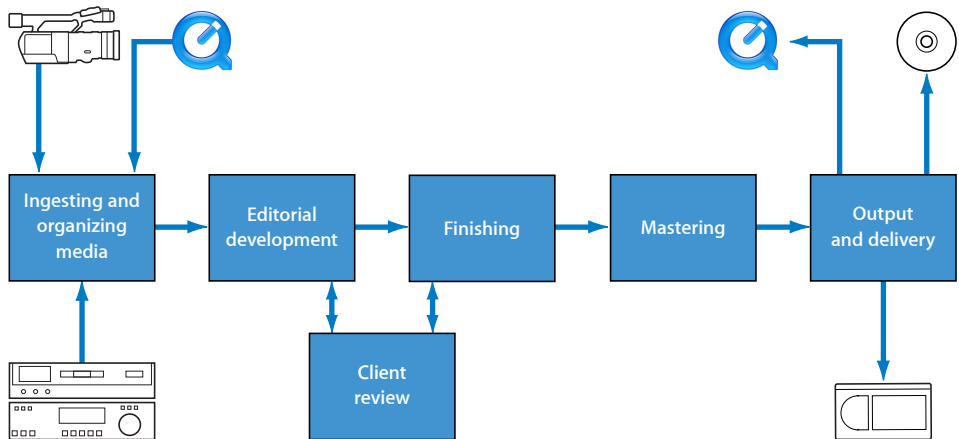 Ingesting and
organizing
media
Editorial
development
Finishing
Mastering
Output
and delivery
Client
review